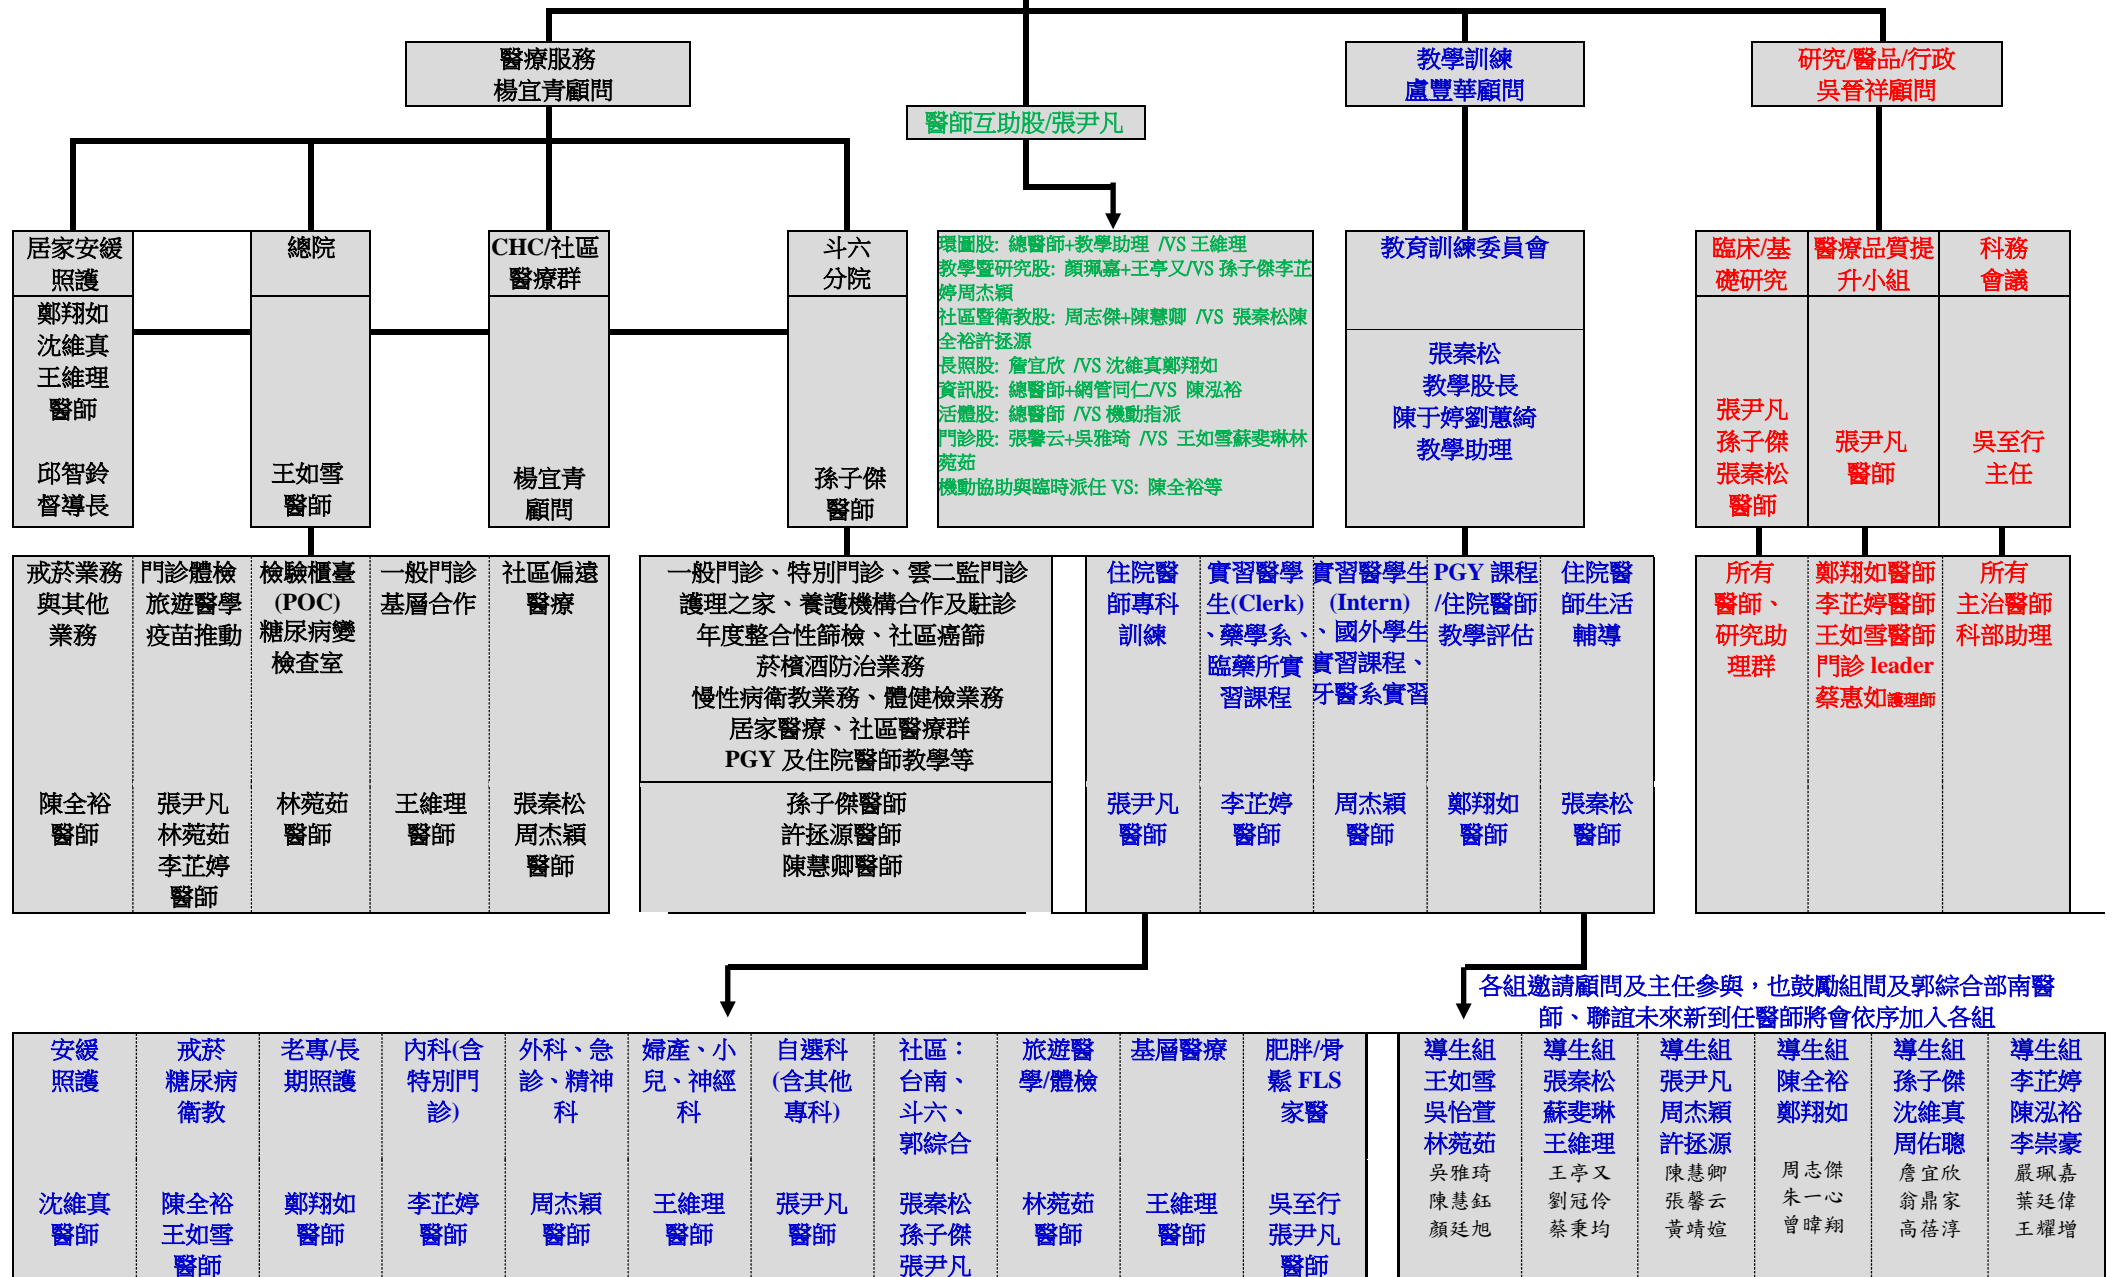 醫療服務
楊宜青顧問
教學訓練
盧豐華顧問
研究/醫品/行政
吳晉祥顧問
醫師互助股/張尹凡
居家安緩
照護
鄭翔如
沈維真
王維理
醫師
邱智鈴
督導長
總院
王如雪
醫師
CHC/社區
醫療群
楊宜青
顧問
斗六
分院
孫子傑
醫師
環圖股: 總醫師+教學助理 /VS 王維理
教學暨研究股: 顏珮嘉+王亭又/VS 孫子傑李芷
婷周杰穎
社區暨衛教股: 周志傑+陳慧卿 /VS 張秦松陳
全裕許拯源
長照股: 詹宜欣 /VS 沈維真鄭翔如
資訊股: 總醫師+網管同仁/VS 陳泓裕
活體股: 總醫師 /VS 機動指派
門診股: 張馨云+吳雅琦 /VS 王如雪蘇斐琳林
菀茹
機動協助與臨時派任 VS: 陳全裕等
教育訓練委員會
張秦松
教學股長
陳于婷劉蕙綺
教學助理
臨床/基
礎研究
張尹凡
孫子傑
張秦松
醫師
醫療品質提
升小組
張尹凡
醫師
科務
會議
吳至行
主任
戒菸業務
與其他
業務
陳全裕
醫師
門診體檢
旅遊醫學
疫苗推動
張尹凡
林菀茹
李芷婷
醫師
檢驗櫃臺
(POC)
糖尿病變
檢查室
林菀茹
醫師
一般門診
基層合作
王維理
醫師
社區偏遠
醫療
張秦松
周杰穎
醫師
一般門診、特別門診、雲二監門診
護理之家、養護機構合作及駐診
年度整合性篩檢、社區癌篩
菸檳酒防治業務
慢性病衛教業務、體健檢業務
居家醫療、社區醫療群
PGY 及住院醫師教學等
孫子傑醫師
許拯源醫師
陳慧卿醫師
住院醫
師專科
訓練
張尹凡
醫師
實習醫學
生(Clerk)
、藥學系、
臨藥所實
習課程
李芷婷
醫師
實習醫學生
(Intern)
、國外學生
實習課程、
牙醫系實習
周杰穎
醫師
PGY 課程
/住院醫師
教學評估
鄭翔如
醫師
住院醫
師生活
輔導
張秦松
醫師
所有
醫師、
研究助
理群
鄭翔如醫師
李芷婷醫師
王如雪醫師
門診 leader
蔡惠如護理師
所有
主治醫師
科部助理
各組邀請顧問及主任參與，也鼓勵組間及郭綜合部南醫
師、聯誼未來新到任醫師將會依序加入各組
安緩
照護
沈維真
醫師
戒菸
糖尿病
衛教
陳全裕
王如雪
醫師
老專/長
期照護
鄭翔如
醫師
內科(含
特別門
診)
李芷婷
醫師
外科、急
診、精神
科
周杰穎
醫師
婦產、小
兒、神經
科
王維理
醫師
自選科
(含其他
專科)
張尹凡
醫師
社區：
台南、
斗六、
郭綜合
張秦松
孫子傑
張尹凡
旅遊醫
學/體檢
林菀茹
醫師
基層醫療
王維理
醫師
肥胖/骨
鬆 FLS
家醫
吳至行
張尹凡
醫師
導生組
王如雪
吳怡萱
林菀茹
吳雅琦
陳慧鈺
顏廷旭
導生組
張秦松
蘇斐琳
王維理
王亭又
劉冠伶
蔡秉均
導生組
張尹凡
周杰穎
許拯源
陳慧卿
張馨云
黃靖媗
導生組
陳全裕
鄭翔如
周志傑
朱一心
曾暐翔
導生組
孫子傑
沈維真
周佑聰
詹宜欣
翁鼎家
高蓓淳
導生組
李芷婷
陳泓裕
李崇豪
嚴珮嘉
葉廷偉
王耀增